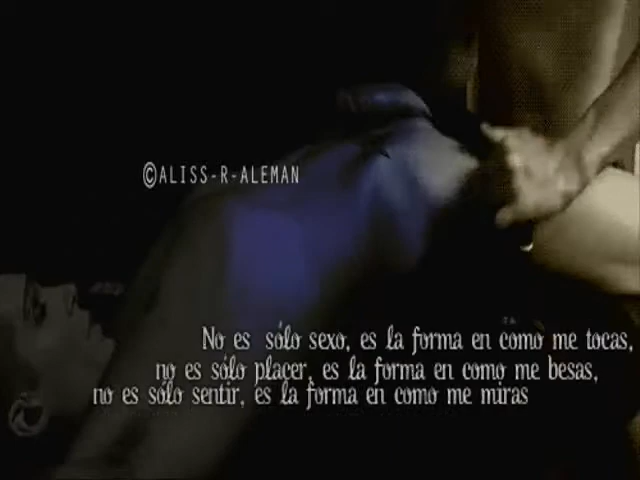 ©ALISS-R-ALEMAN
No es sólo sexo, es la forma en como me tocas,
no es sólo placer, es la forma en como me besas,
no es sólo sentir, es la forma en como me miras